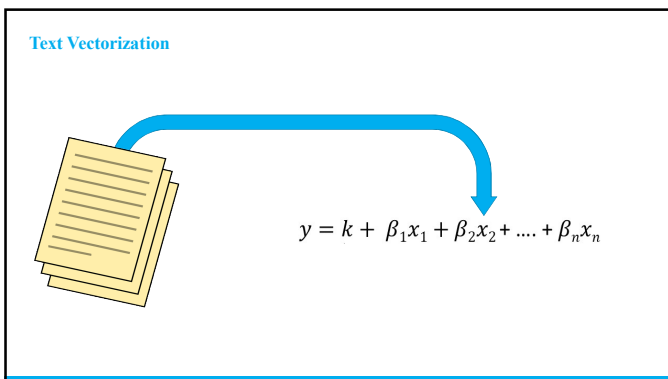 Text Vectorization
y = k + β₁x₁ + β₂x₂ + .... + βₙxₙ